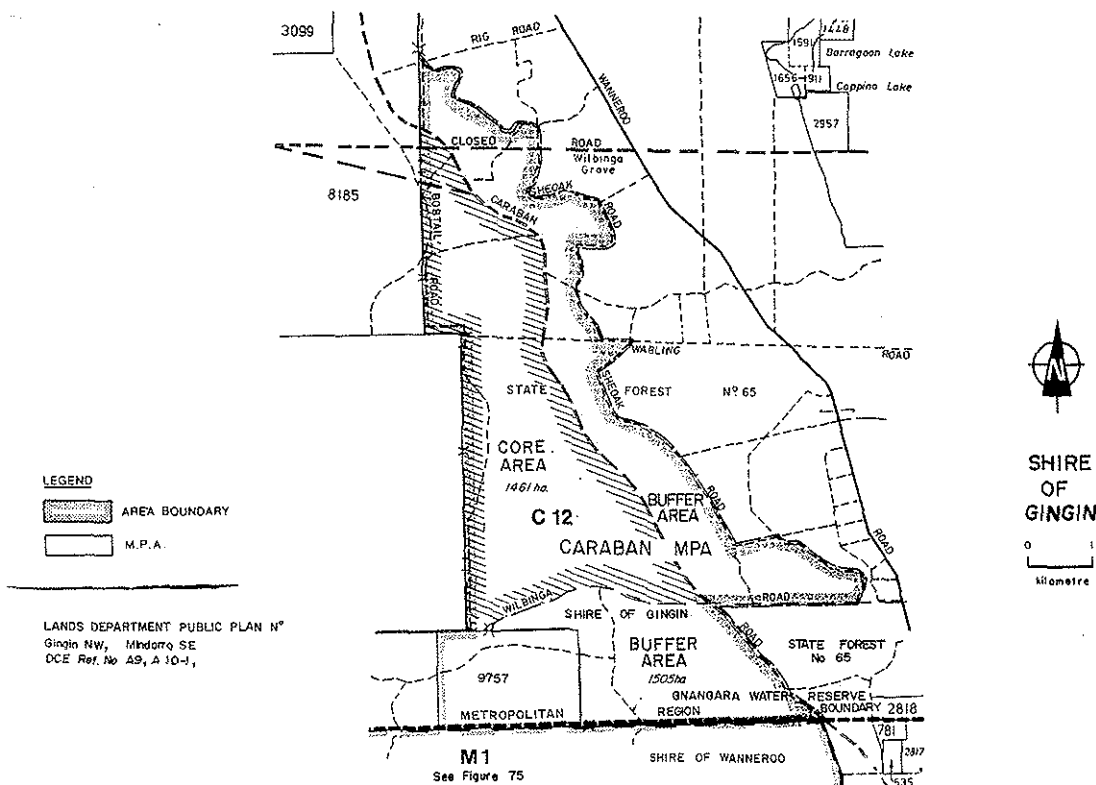 3099
RIG ROAD
WANNEROO
1448
1591
Barragoon Lake
1656
1911
Coppino Lake
2957
CLOSED ROAD
Wilbinga
Grove
8185
BOBTAIL
ROAD
CARABAN
SHEOAK
ROAD
WABLING
ROAD
STATE FOREST Nº 65
SHEOAK
ROAD
CORE
AREA
1461 ha.
C 12
BUFFER
AREA
CARABAN MPA
ROAD
SHIRE
OF
GINGIN
0 1
kilometre
LEGEND
AREA BOUNDARY
M.P.A.
LANDS DEPARTMENT PUBLIC PLAN Nº
Gingin NW, Mindarra SE
DCE Ref. No A9, A 10-1,
WILBINGA
ROAD
SHIRE OF GINGIN
ROAD
BUFFER
AREA
1505ha
STATE FOREST
No 65
9757
GNANGARA WATER RESERVE
BOUNDARY
METROPOLITAN REGION
2818
781
2817
535
M1
See Figure 75
SHIRE OF WANNEROO